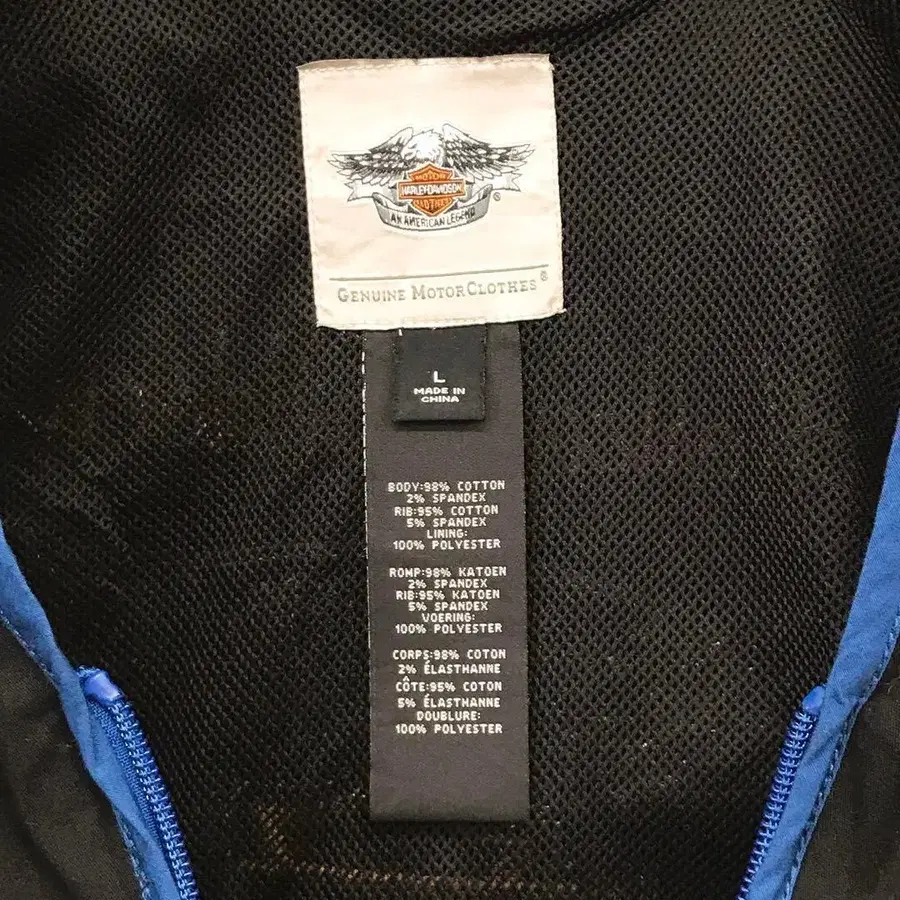 MOTOR
HARLEY-DAVIDSON
AN AMERICAN LEGEND
®
GENUINE MOTORCLOTHES®
L
MADE IN
CHINA
BODY:98% COTTON
2% SPANDEX
RIB:95% COTTON
5% SPANDEX
LINING:
100% POLYESTER
ROMP:98% KATOEN
2% SPANDEX
RIB:95% KATOEN
5% SPANDEX
VOERING:
100% POLYESTER
CORPS:98% COTON
2% ÉLASTHANNE
CÔTE:95% COTON
5% ÉLASTHANNE
DOUBLURE:
100% POLYESTER